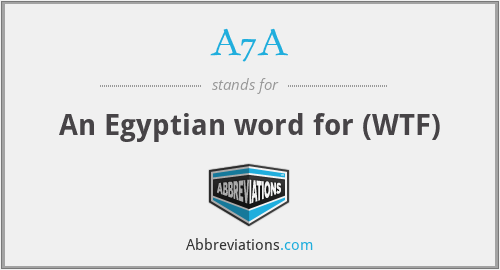 A7A
stands for
An Egyptian word for (WTF)
ABBREVIATIONS
Abbreviations.com